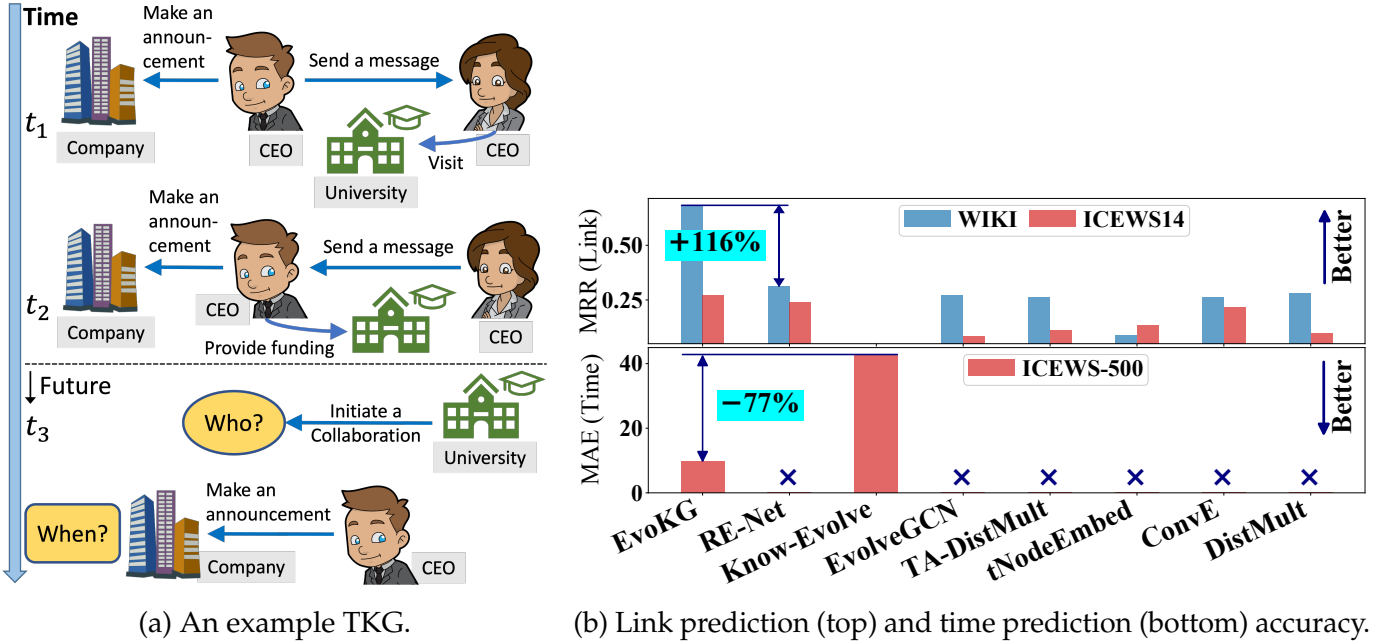 Time
Make an
announ-
cement
Send a message
t1
Company
CEO
University
Visit
CEO
Make an
announ-
cement
Send a message
t2
Company
CEO
Provide funding
CEO
Future
t3
Who?
Initiate a
Collaboration
University
When?
Make an
announcement
Company
CEO
(a) An example TKG.
MRR (Link)
0.50
0.25
+116%
WIKI
ICEWS14
Better
MAE (Time)
40
20
0
−77%
ICEWS-500
Better
× × × × × ×
EvoKG
RE-Net
Know-Evolve
EvolveGCN
TA-DistMult
tNodeEmbed
ConvE
DistMult
(b) Link prediction (top) and time prediction (bottom) accuracy.